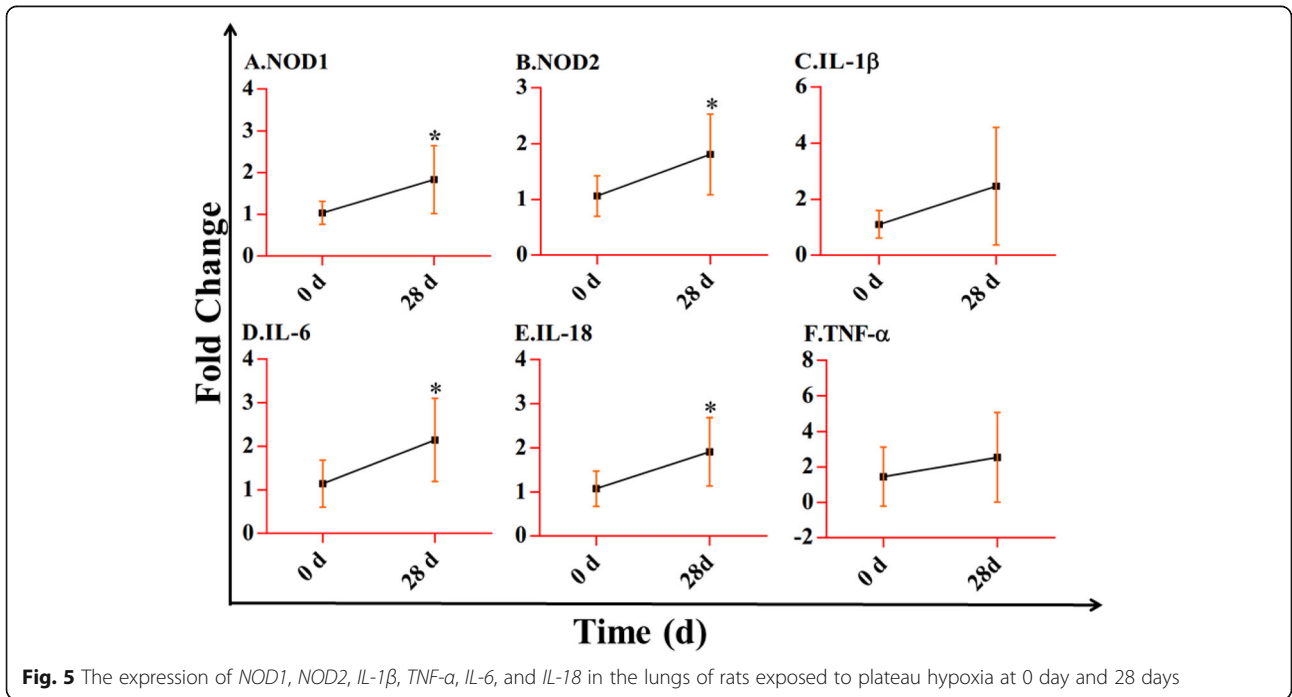 Fold Change
A.NOD1
4
3
*
2
1
0
0 d
28 d
B.NOD2
3
*
2
1
0
0 d
28 d
C.IL-1β
6
4
2
0
0 d
28 d
D.IL-6
4
*
3
2
1
0
0 d
28 d
E.IL-18
4
3
*
2
1
0
0 d
28d
F.TNF-α
8
6
4
2
0
-2
0 d
28d
Time (d)
Fig. 5 The expression of NOD1, NOD2, IL-1β, TNF-α, IL-6, and IL-18 in the lungs of rats exposed to plateau hypoxia at 0 day and 28 days